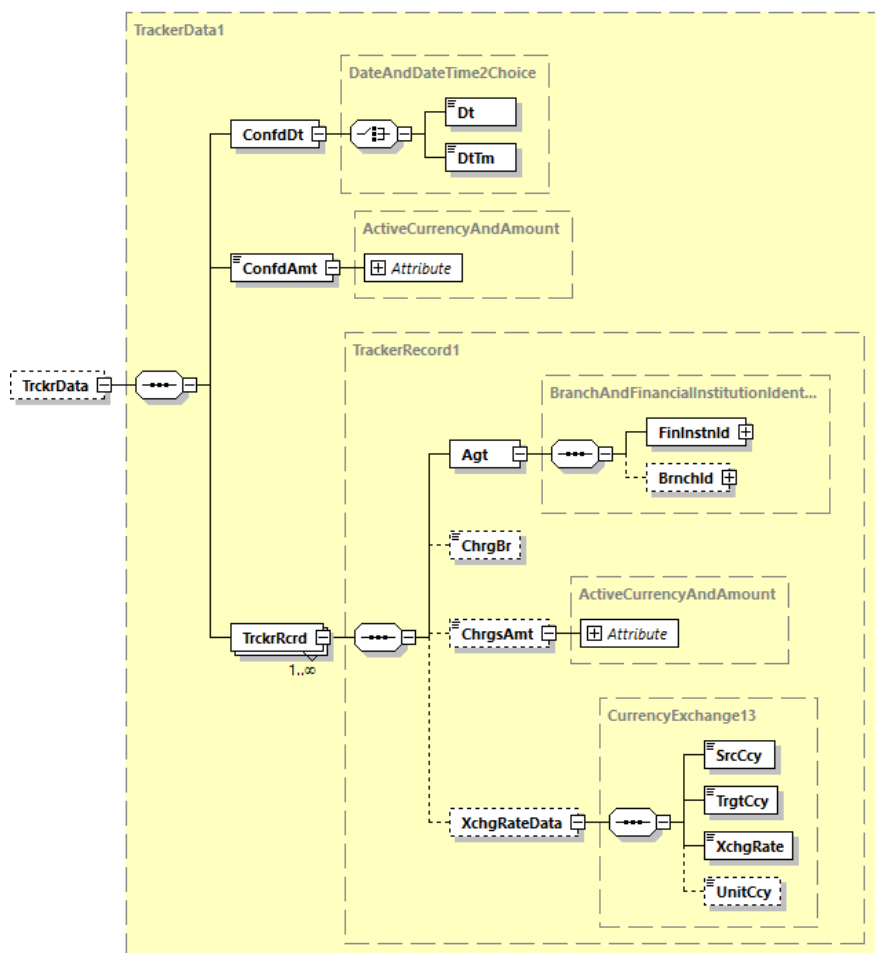 TrackerData1
DateAndDateTime2Choice
Dt
ConfdDt
DtTm
ActiveCurrencyAndAmount
ConfdAmt
Attribute
TrackerRecord1
TrckrData
BranchAndFinancialInstitutionIdent...
FinInstnId
Agt
BrnchId
ChrgBr
ActiveCurrencyAndAmount
TrckrRcrd
ChrgsAmt
Attribute
1..∞
CurrencyExchange13
SrcCcy
TrgtCcy
XchgRateData
XchgRate
UnitCcy